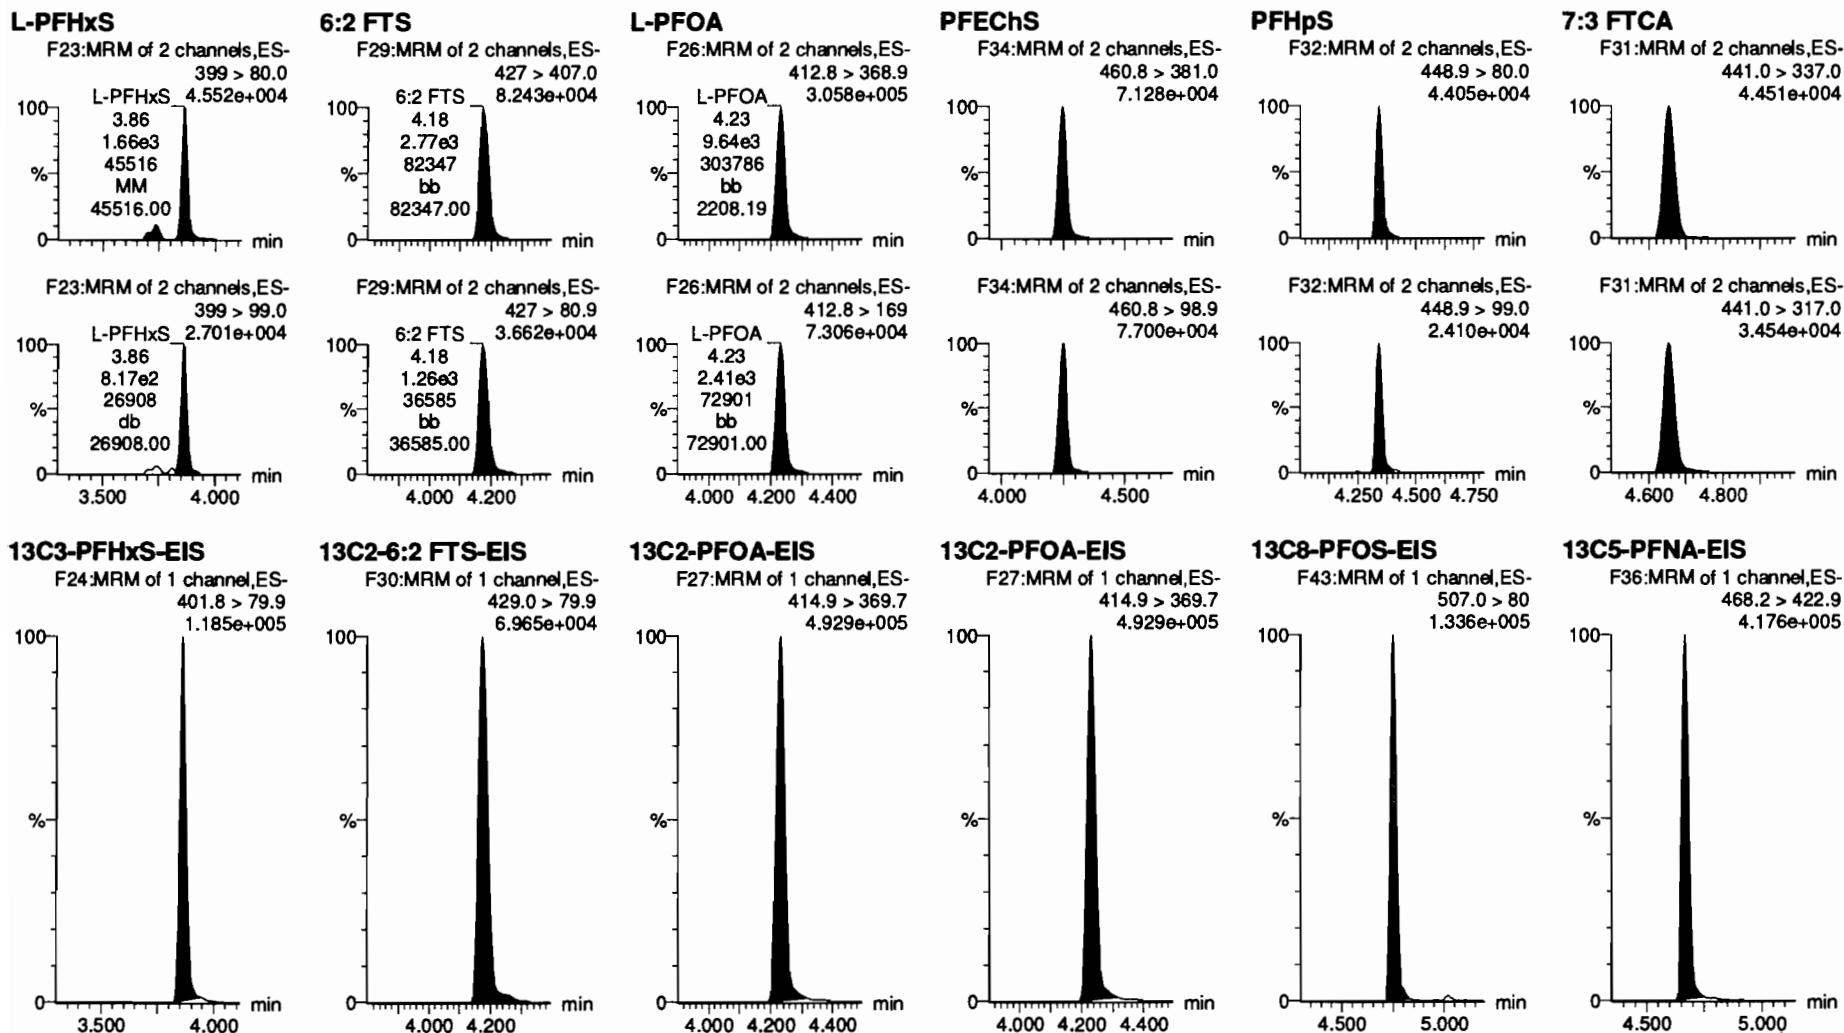 L-PFHxS
F23:MRM of 2 channels,ES-
399 > 80.0
4.552e+004
L-PFHxS
3.86
1.66e3
45516
MM
45516.00
100
%
0
min
F23:MRM of 2 channels,ES-
399 > 99.0
2.701e+004
L-PFHxS
3.86
8.17e2
26908
db
26908.00
100
%
0
min
3.500 4.000
6:2 FTS
F29:MRM of 2 channels,ES-
427 > 407.0
8.243e+004
6:2 FTS
4.18
2.77e3
82347
bb
82347.00
100
%
0
min
F29:MRM of 2 channels,ES-
427 > 80.9
3.662e+004
6:2 FTS
4.18
1.26e3
36585
bb
36585.00
100
%
0
min
4.000 4.200
L-PFOA
F26:MRM of 2 channels,ES-
412.8 > 368.9
3.058e+005
L-PFOA
4.23
9.64e3
303786
bb
2208.19
100
%
0
min
F26:MRM of 2 channels,ES-
412.8 > 169
7.306e+004
L-PFOA
4.23
2.41e3
72901
bb
72901.00
100
%
0
min
4.000 4.200 4.400
PFEChS
F34:MRM of 2 channels,ES-
460.8 > 381.0
7.128e+004
100
%
0
min
F34:MRM of 2 channels,ES-
460.8 > 98.9
7.700e+004
100
%
0
min
4.000 4.500
PFHpS
F32:MRM of 2 channels,ES-
448.9 > 80.0
4.405e+004
100
%
0
min
F32:MRM of 2 channels,ES-
448.9 > 99.0
2.410e+004
100
%
0
min
4.250 4.500 4.750
7:3 FTCA
F31:MRM of 2 channels,ES-
441.0 > 337.0
4.451e+004
100
%
0
min
F31:MRM of 2 channels,ES-
441.0 > 317.0
3.454e+004
100
%
0
min
4.600 4.800
13C3-PFHxS-EIS
F24:MRM of 1 channel,ES-
401.8 > 79.9
1.185e+005
100
%
0
min
3.500 4.000
13C2-6:2 FTS-EIS
F30:MRM of 1 channel,ES-
429.0 > 79.9
6.965e+004
100
%
0
min
4.000 4.200
13C2-PFOA-EIS
F27:MRM of 1 channel,ES-
414.9 > 369.7
4.929e+005
100
%
0
min
4.000 4.200 4.400
13C2-PFOA-EIS
F27:MRM of 1 channel,ES-
414.9 > 369.7
4.929e+005
100
%
0
min
4.000 4.200 4.400
13C8-PFOS-EIS
F43:MRM of 1 channel,ES-
507.0 > 80
1.336e+005
100
%
0
min
4.500 5.000
13C5-PFNA-EIS
F36:MRM of 1 channel,ES-
468.2 > 422.9
4.176e+005
100
%
0
min
4.500 5.000